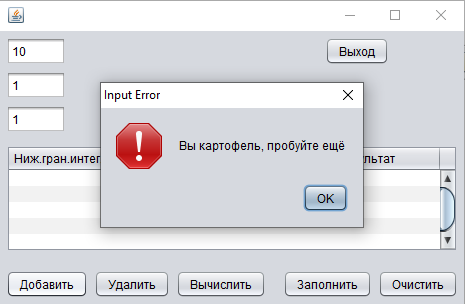 10
Выход
1
1
Input Error
Вы картофель, пробуйте ещё
OK
Ниж.гран.интег
льтат
Добавить
Удалить
Вычислить
Заполнить
Очистить